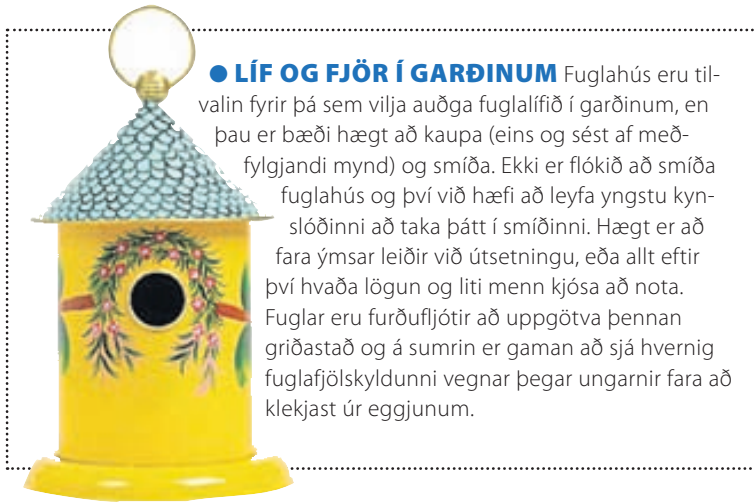 ● LÍF OG FJÖR Í GARÐINUM Fuglahús eru til-
valin fyrir þá sem vilja auðga fuglalífið í garðinum, en
þau er bæði hægt að kaupa (eins og sést af með-
fylgjandi mynd) og smíða. Ekki er flókið að smíða
fuglahús og því við hæfi að leyfa yngstu kyn-
slóðinni að taka þátt í smíðinni. Hægt er að
fara ýmsar leiðir við útsetningu, eða allt eftir
því hvaða lögun og liti menn kjósa að nota.
Fuglar eru furðufljótir að uppgötva þennan
griðastað og á sumrin er gaman að sjá hvernig
fuglafjölskyldunni vegnar þegar ungarnir fara að
klekjast úr eggjunum.